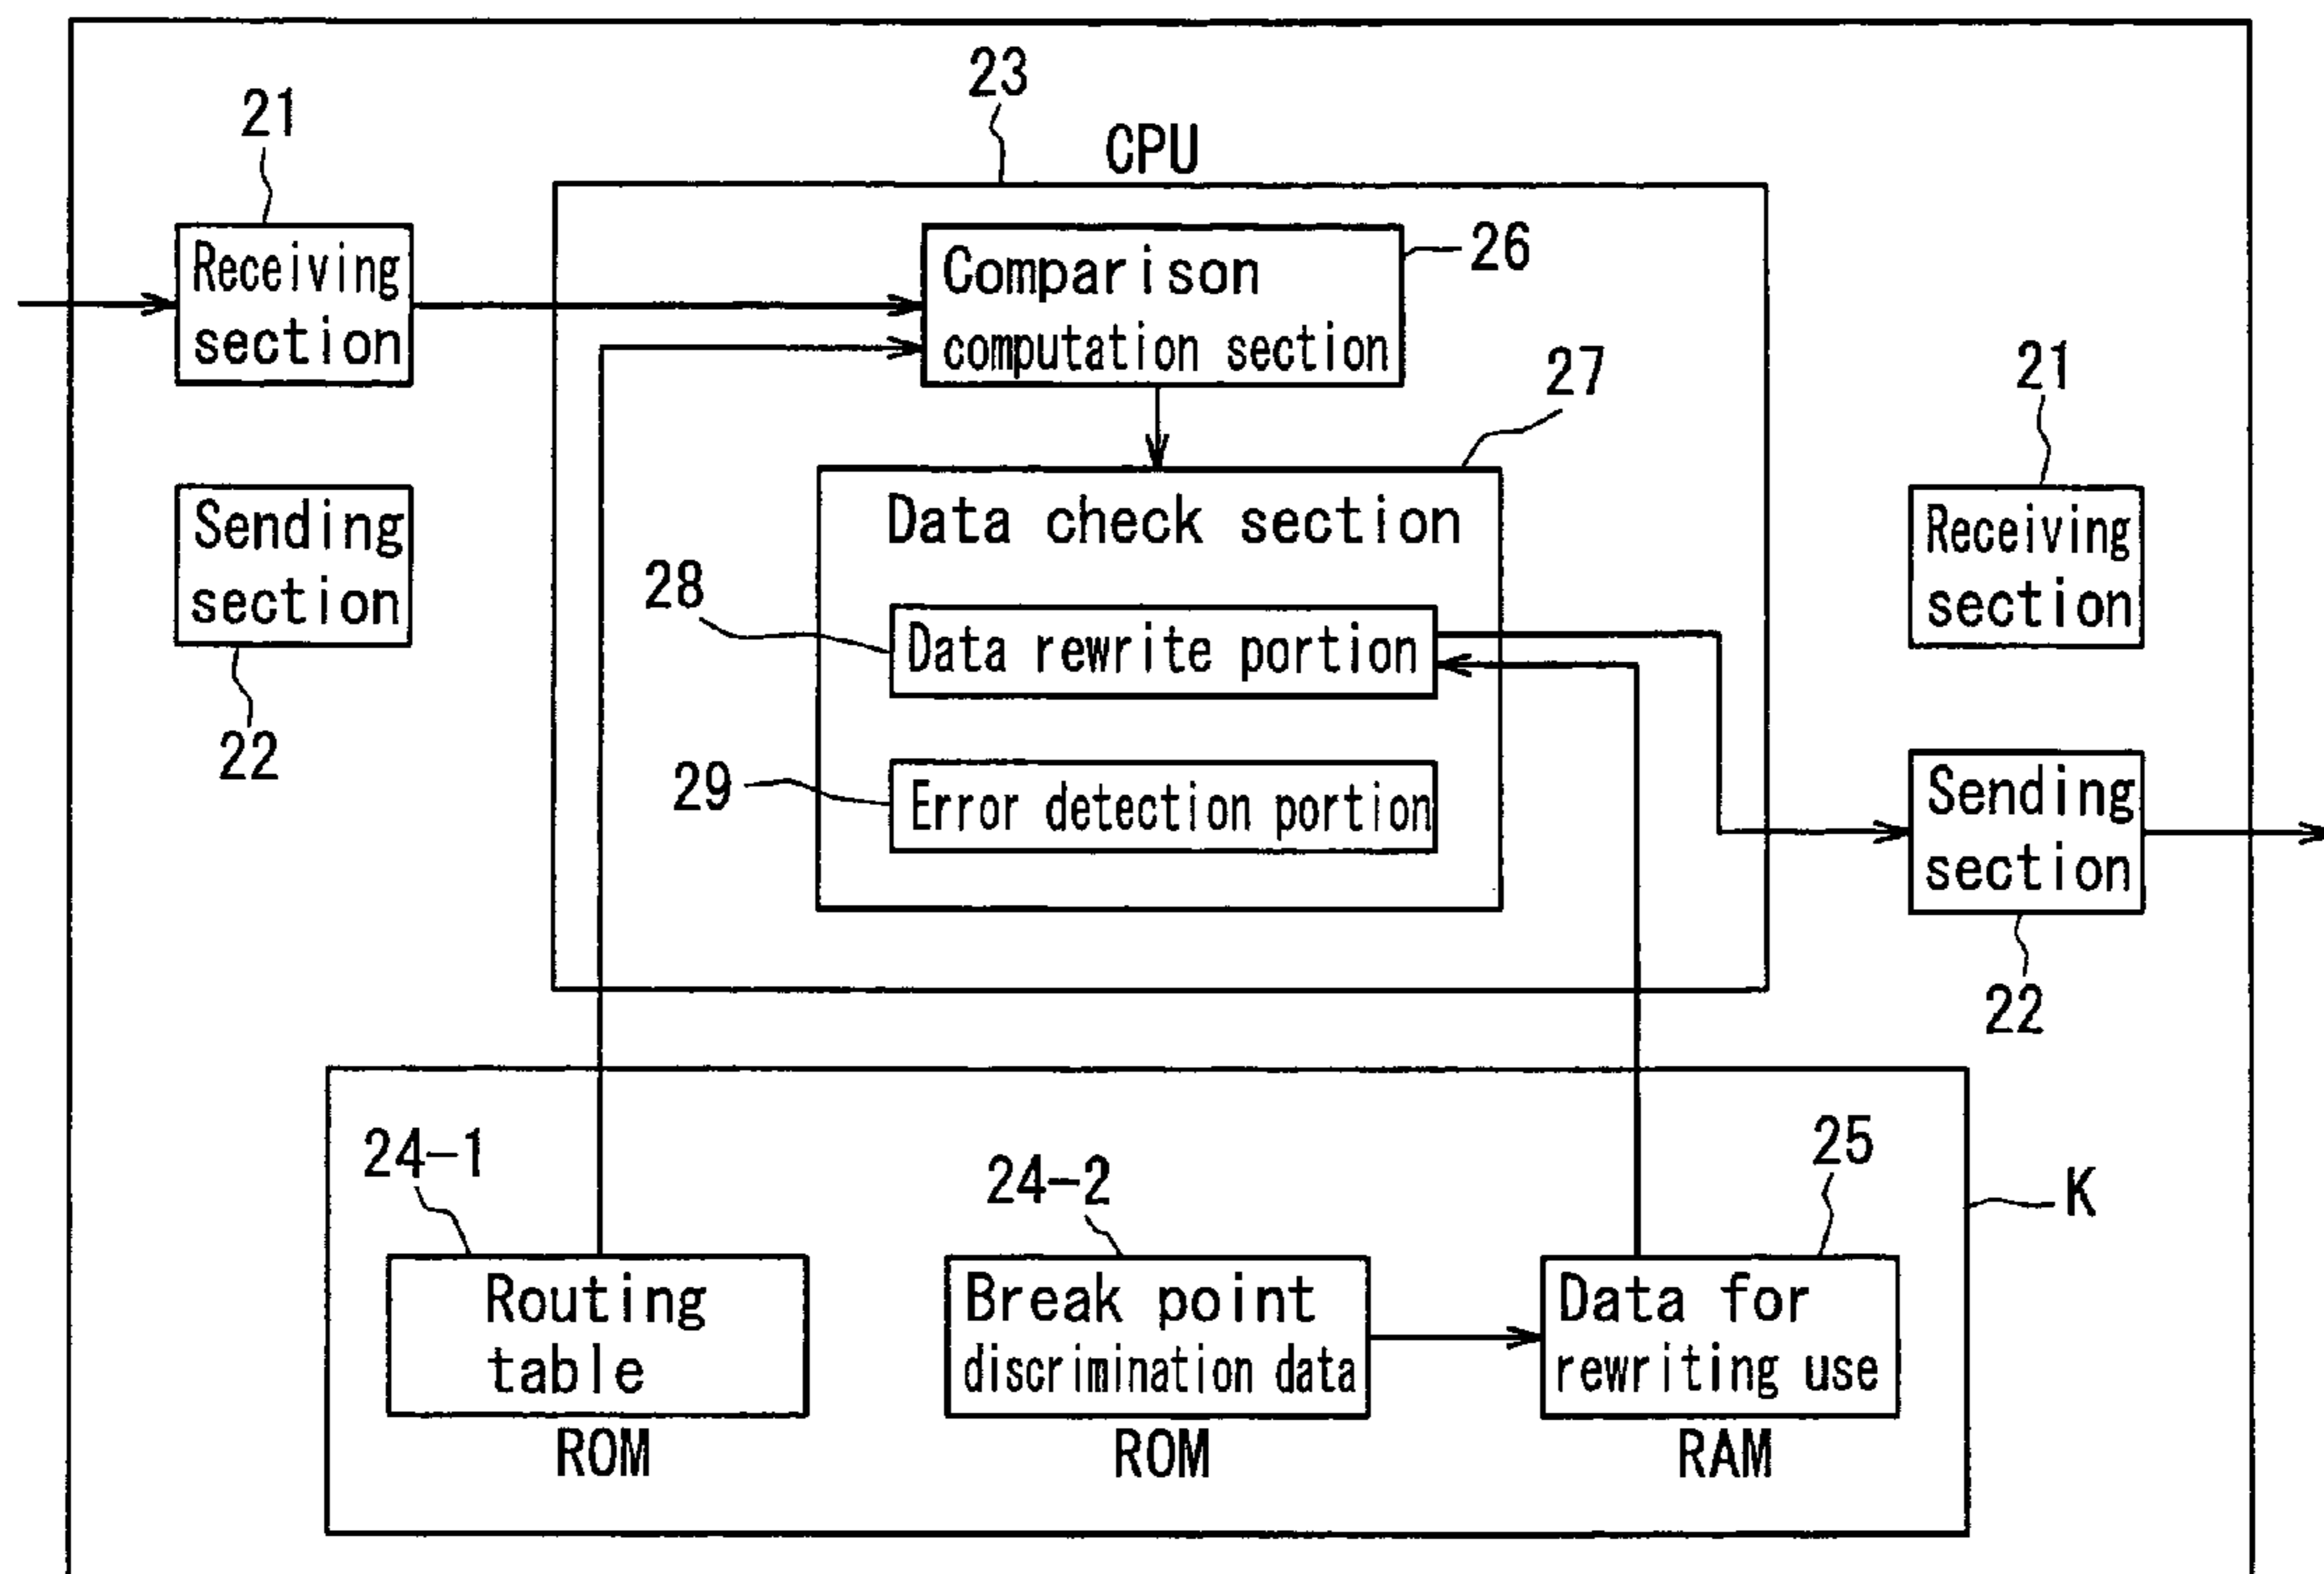 23
21
CPU
Receiving
section
Comparison
computation section
26
27
21
Sending
section
Data check section
Receiving
section
28
Data rewrite portion
22
29
Error detection portion
Sending
section
22
24-1
24-2
25
K
Routing
table
Break point
discrimination data
Data for
rewriting use
ROM
ROM
RAM